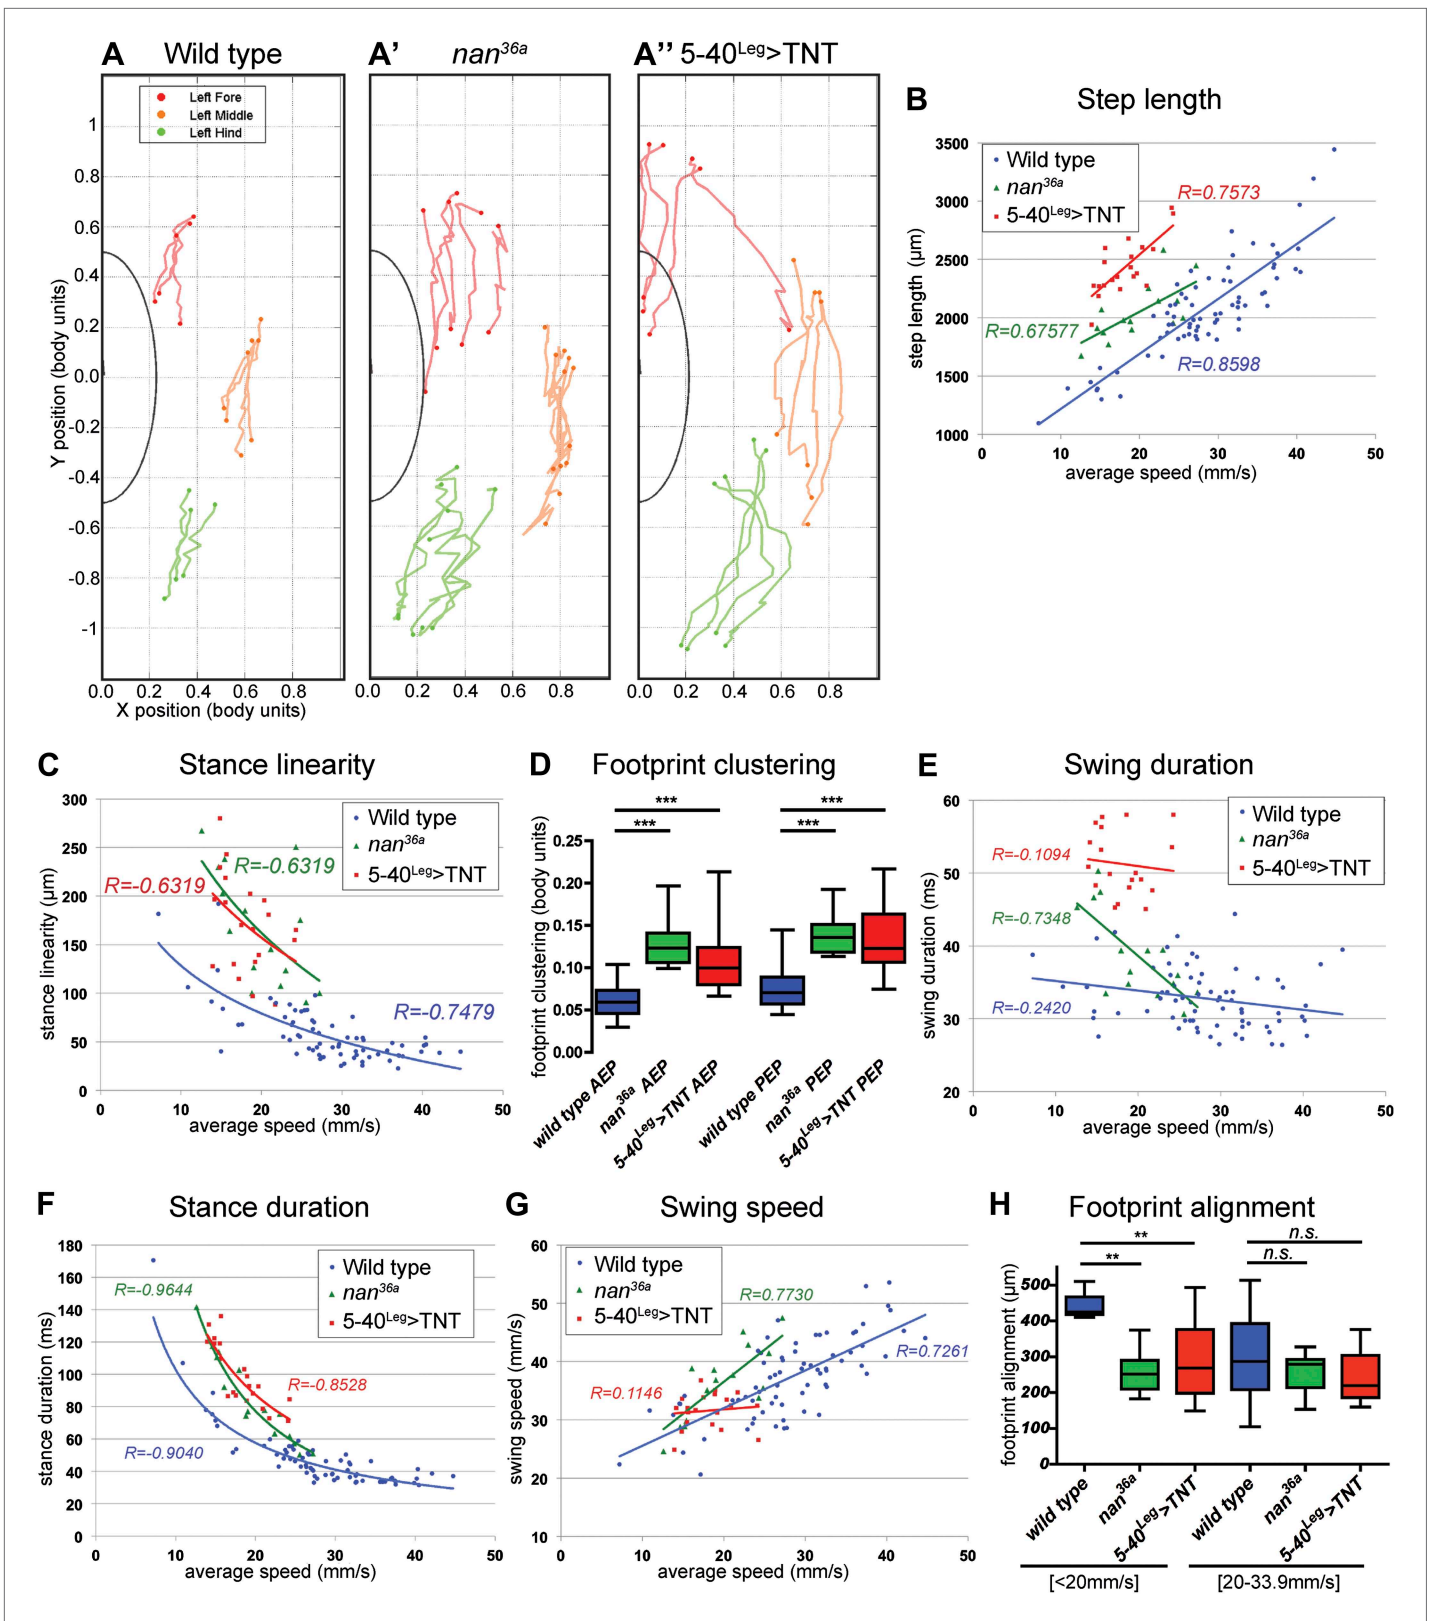 A Wild type
A' nan36a
A'' 5-40Leg>TNT
Left Fore
Left Middle
Left Hind
1
0.8
0.6
0.4
0.2
0.0
-0.2
-0.4
-0.6
-0.8
-1
Y position (body units)
0.0 0.2 0.4 0.6 0.8
0.0 0.2 0.4 0.6 0.8
0.0 0.2 0.4 0.6 0.8
X position (body units)
B Step length
Wild type
nan36a
5-40Leg>TNT
R=0.7573
R=0.67577
R=0.8598
3500
3000
2500
2000
1500
1000
step length (µm)
0 10 20 30 40 50
average speed (mm/s)
C Stance linearity
Wild type
nan36a
5-40Leg>TNT
R=-0.6319
R=-0.6319
R=-0.7479
300
250
200
150
100
50
0
stance linearity (µm)
0 10 20 30 40 50
average speed (mm/s)
D Footprint clustering
*** ***
*** ***
0.25
0.20
0.15
0.10
0.05
0.00
footprint clustering (body units)
wild type AEP
nan36a AEP
5-40Leg>TNT AEP
wild type PEP
nan36a PEP
5-40Leg>TNT PEP
E Swing duration
Wild type
nan36a
5-40Leg>TNT
R=-0.1094
R=-0.7348
R=-0.2420
60
50
40
30
20
swing duration (ms)
0 10 20 30 40 50
average speed (mm/s)
F Stance duration
Wild type
nan36a
5-40Leg>TNT
R=-0.9644
R=-0.8528
R=-0.9040
180
160
140
120
100
80
60
40
20
0
stance duration (ms)
0 10 20 30 40 50
average speed (mm/s)
G Swing speed
Wild type
nan36a
5-40Leg>TNT
R=0.7730
R=0.7261
R=0.1146
60
50
40
30
20
10
swing speed (mm/s)
0 10 20 30 40 50
average speed (mm/s)
H Footprint alignment
** n.s.
** n.s.
500
400
300
200
100
0
footprint alignment (µm)
wild type
nan36a
5-40Leg>TNT
wild type
nan36a
5-40Leg>TNT
[<20mm/s] [20-33.9mm/s]